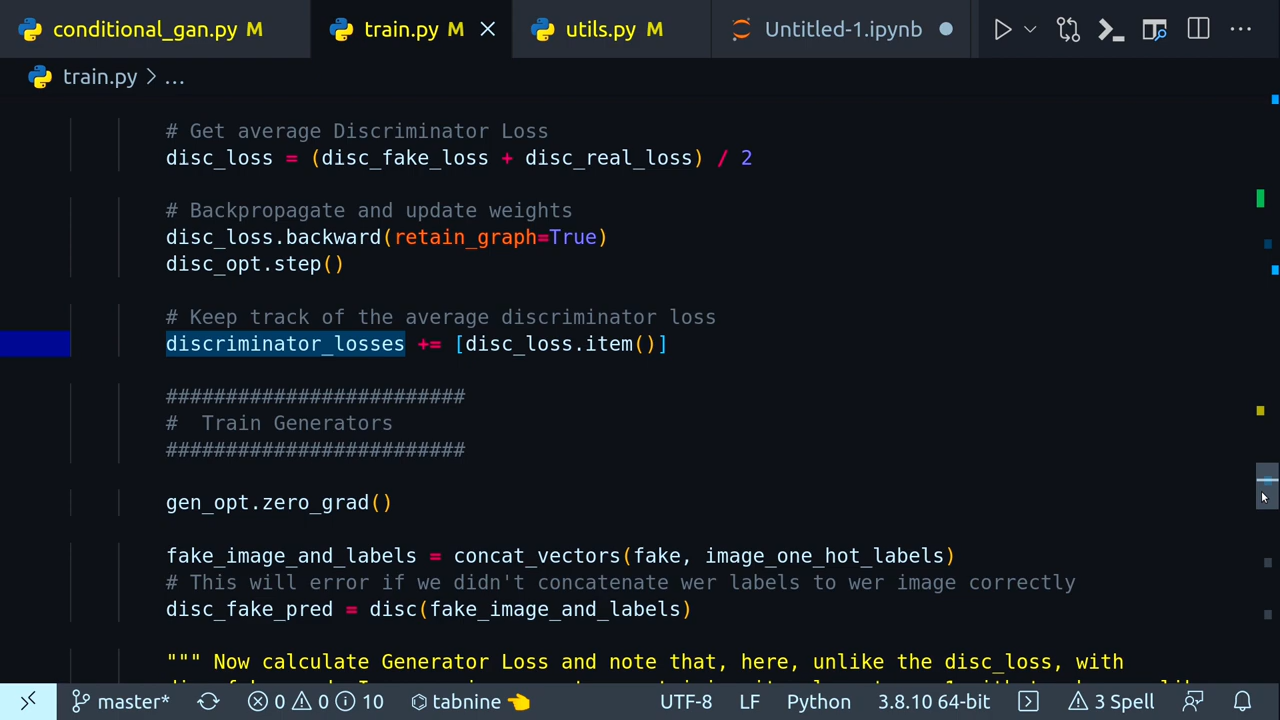 conditional_gan.py M train.py M utils.py M Untitled-1.ipynb
train.py > ...
# Get average Discriminator Loss
disc_loss = (disc_fake_loss + disc_real_loss) / 2
# Backpropagate and update weights
disc_loss.backward(retain_graph=True)
disc_opt.step()
# Keep track of the average discriminator loss
discriminator_losses += [disc_loss.item()]
#########################
#  Train Generators
#########################
gen_opt.zero_grad()
fake_image_and_labels = concat_vectors(fake, image_one_hot_labels)
# This will error if we didn't concatenate wer labels to wer image correctly
disc_fake_pred = disc(fake_image_and_labels)
""" Now calculate Generator Loss and note that, here, unlike the disc_loss, with
master* 0 0 10 tabnine UTF-8 LF Python 3.8.10 64-bit 3 Spell